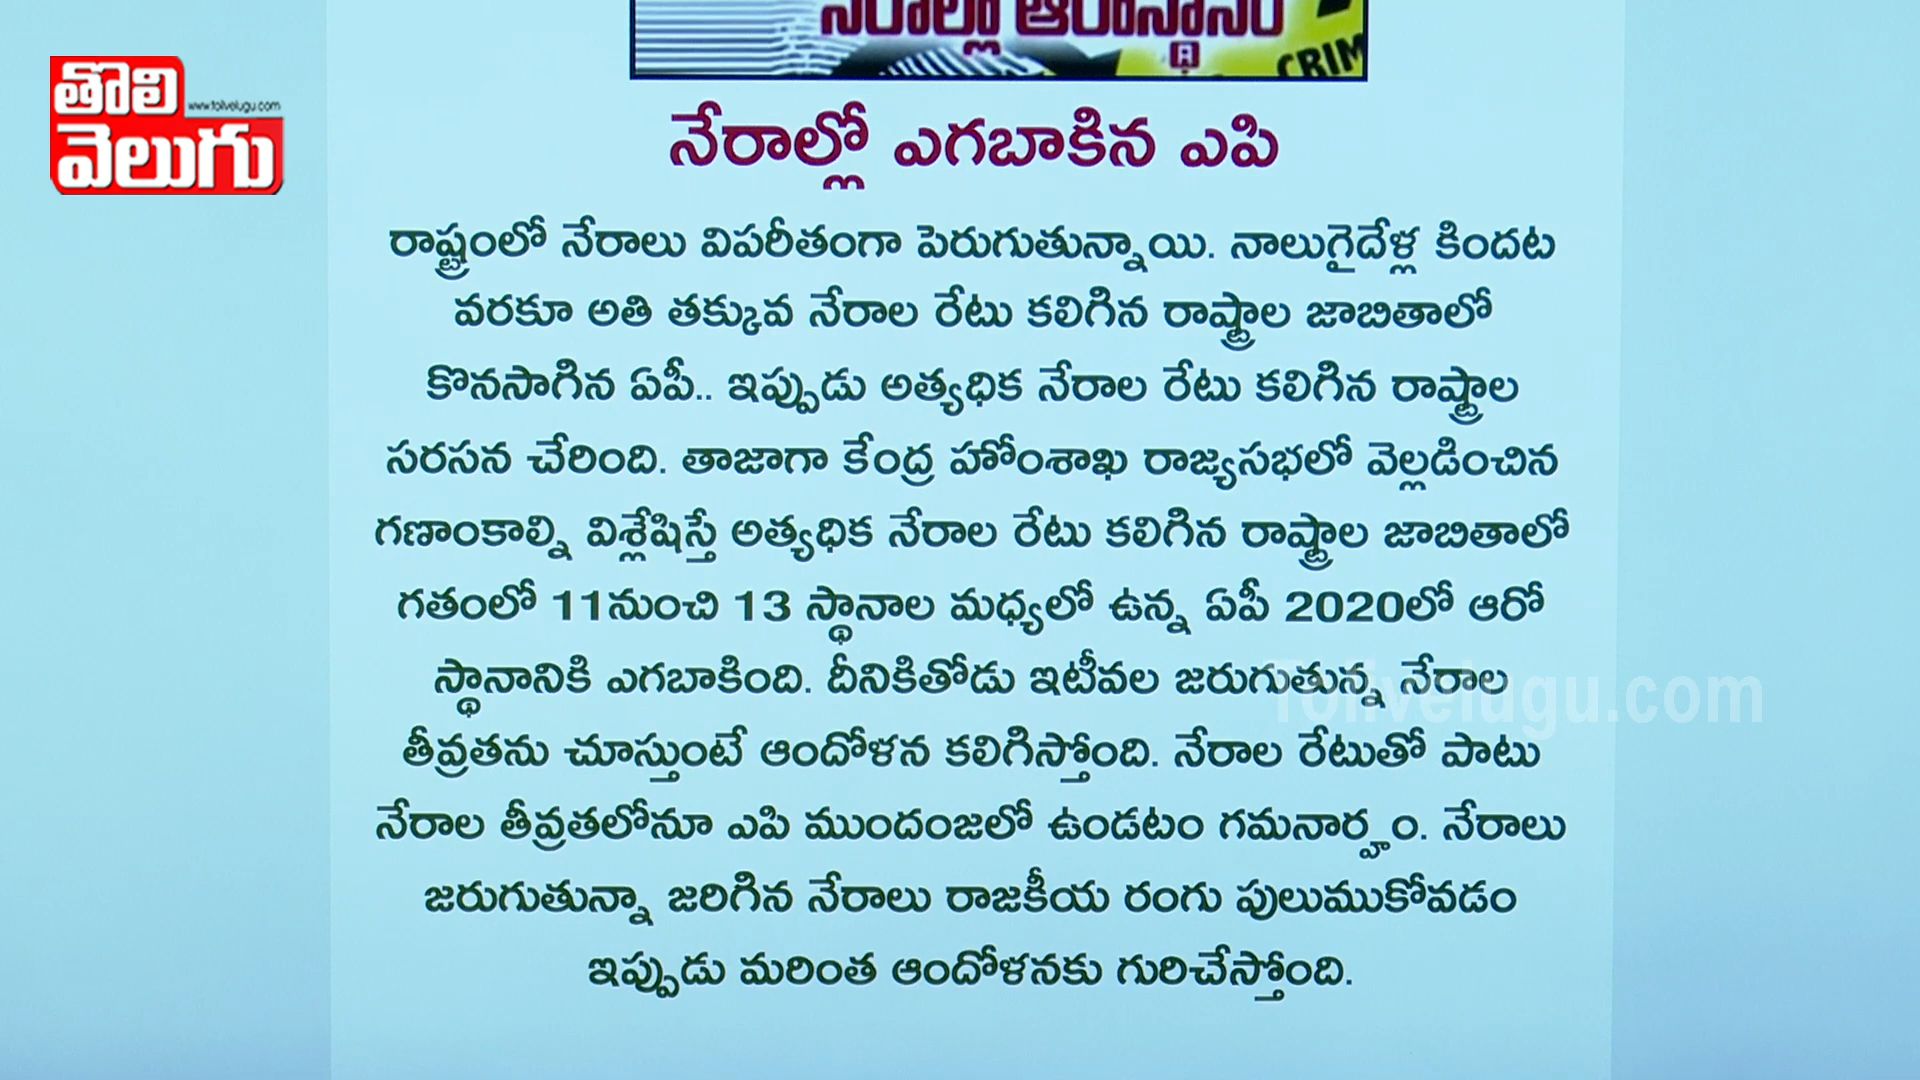 నేరాల్లో ఆరోస్థానం
CRIM
తొలి
www.tolivelugu.com
వెలుగు
నేరాల్లో ఎగబాకిన ఎపి
రాష్ట్రంలో నేరాలు విపరీతంగా పెరుగుతున్నాయి. నాలుగైదేళ్ల కిందట
వరకూ అతి తక్కువ నేరాల రేటు కలిగిన రాష్ట్రాల జాబితాలో
కొనసాగిన ఏపీ.. ఇప్పుడు అత్యధిక నేరాల రేటు కలిగిన రాష్ట్రాల
సరసన చేరింది. తాజాగా కేంద్ర హోంశాఖ రాజ్యసభలో వెల్లడించిన
గణాంకాల్ని విశ్లేషిస్తే అత్యధిక నేరాల రేటు కలిగిన రాష్ట్రాల జాబితాలో
గతంలో 11నుంచి 13 స్థానాల మధ్యలో ఉన్న ఏపీ 2020లో ఆరో
స్థానానికి ఎగబాకింది. దీనికితోడు ఇటీవల జరుగుతున్న నేరాల
తీవ్రతను చూస్తుంటే ఆందోళన కలిగిస్తోంది. నేరాల రేటుతో పాటు
నేరాల తీవ్రతలోనూ ఎపి ముందంజలో ఉండటం గమనార్హం. నేరాలు
జరుగుతున్నా జరిగిన నేరాలు రాజకీయ రంగు పులుముకోవడం
ఇప్పుడు మరింత ఆందోళనకు గురిచేస్తోంది.
Tolivelugu.com